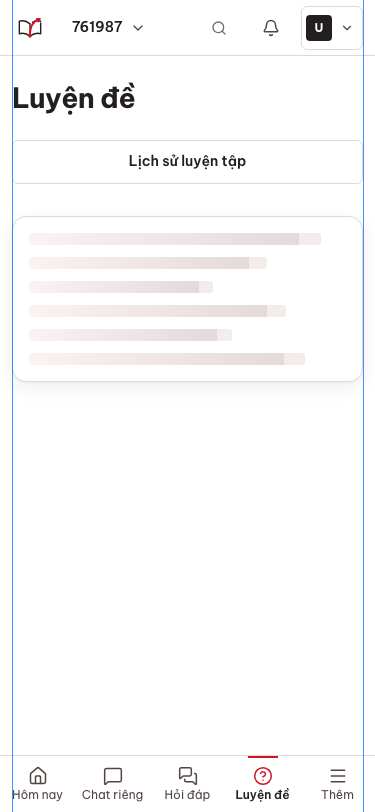 761987
U
Luyện đề
Lịch sử luyện tập
Hôm nay
Chat riêng
Hỏi đáp
Luyện đề
Thêm